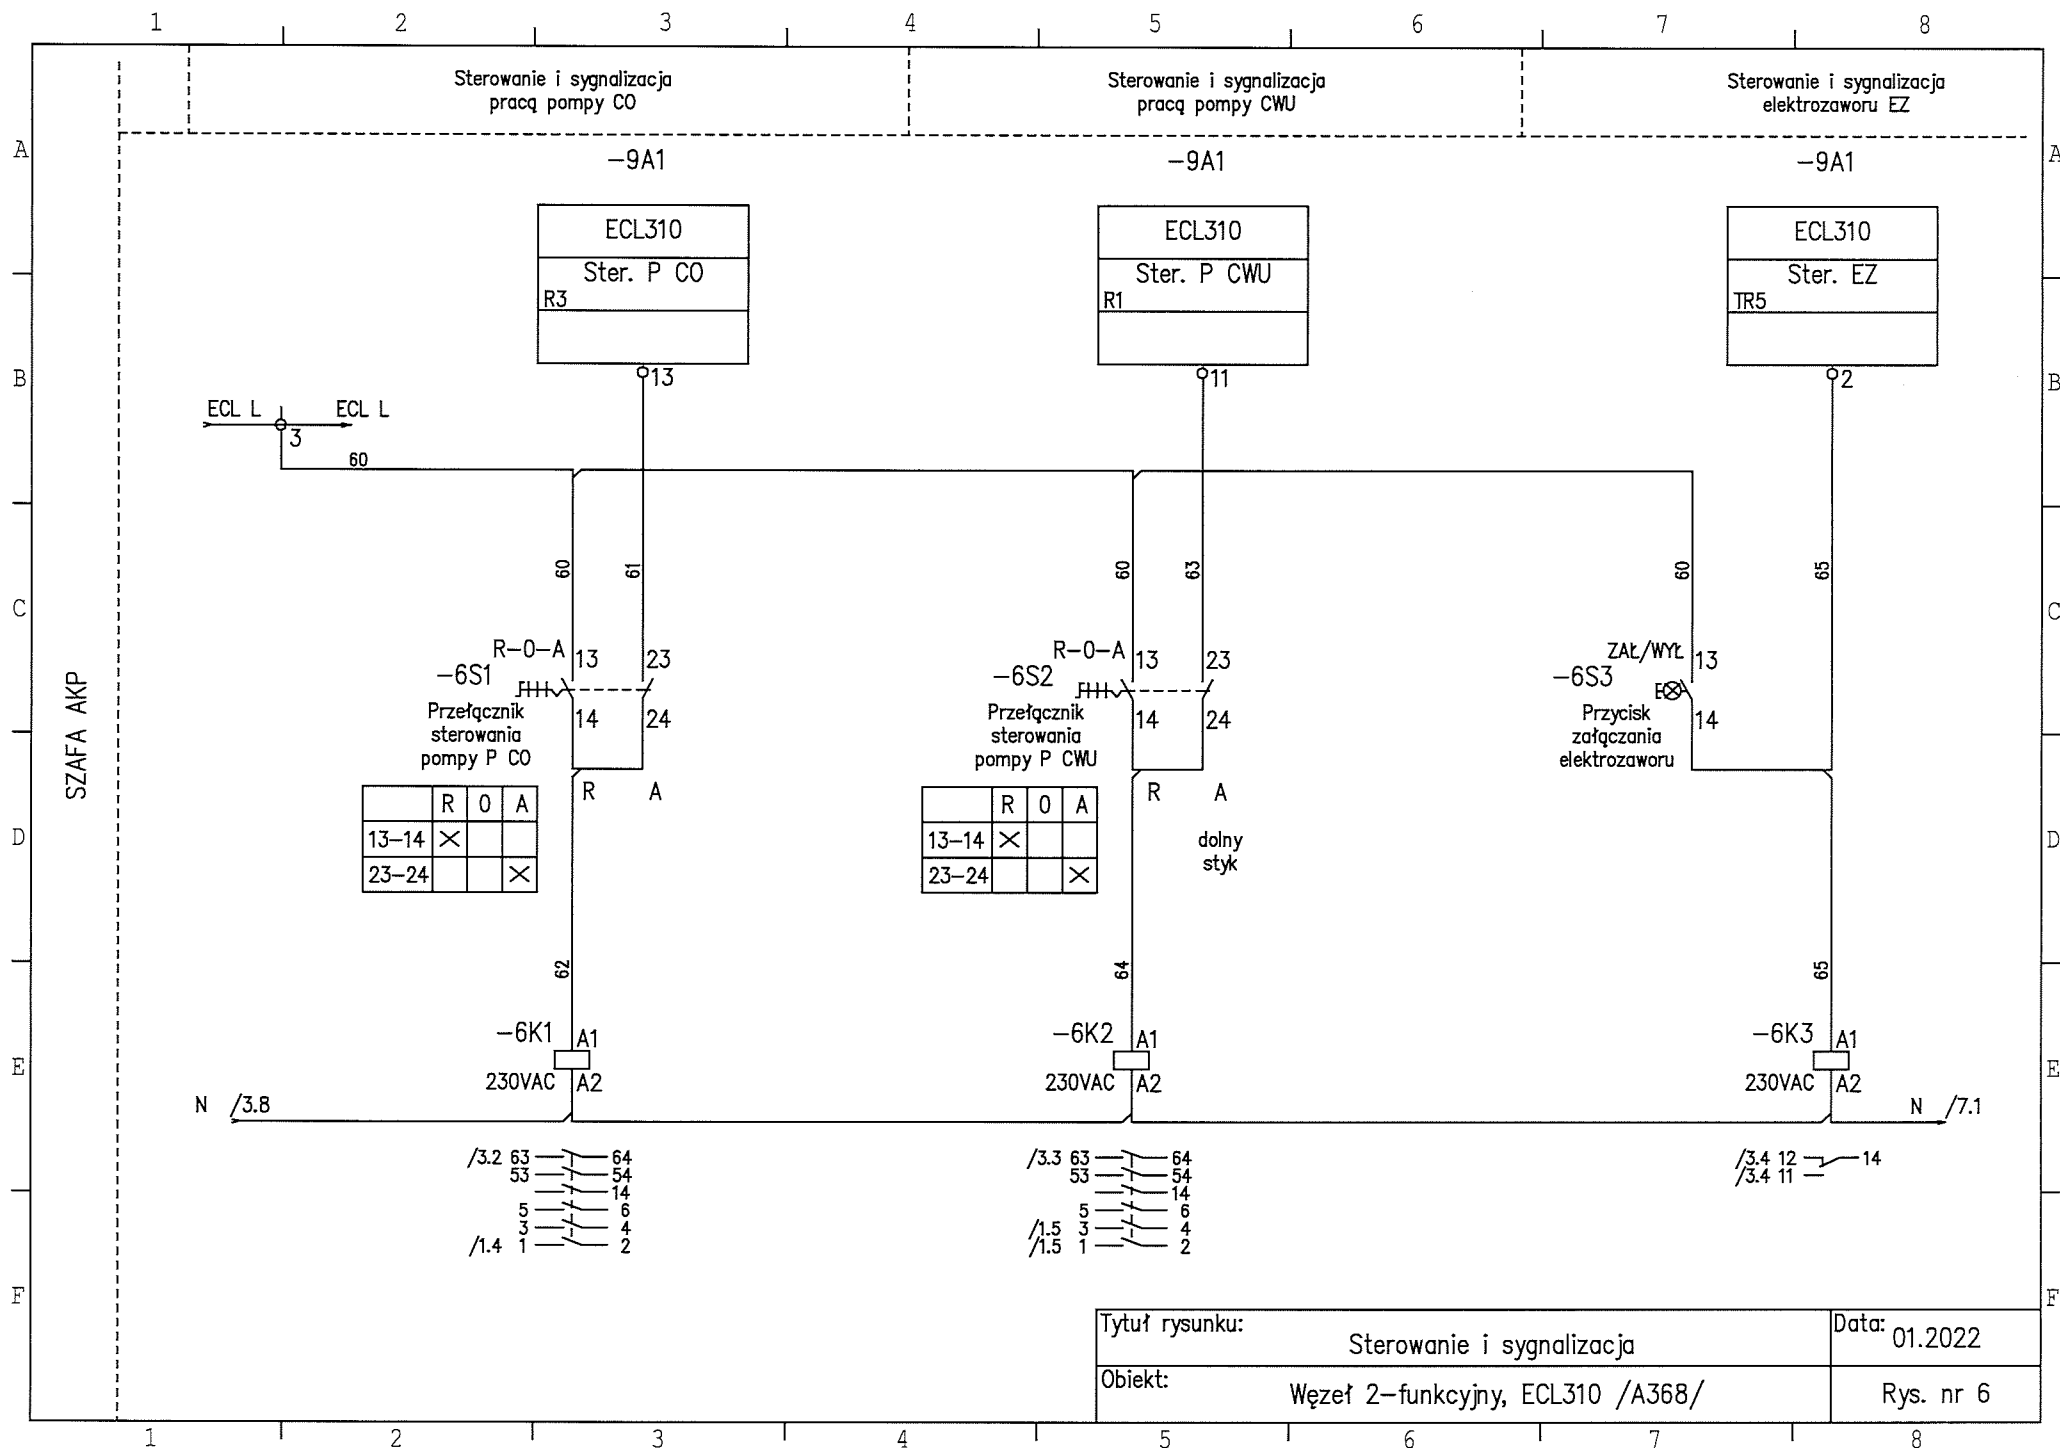 1 2 3 4 5 6 7 8
Sterowanie i sygnalizacja
pracą pompy CO
Sterowanie i sygnalizacja
pracą pompy CWU
Sterowanie i sygnalizacja
elektrozaworu EZ
A A
-9A1 -9A1 -9A1
ECL310 ECL310 ECL310
Ster. P CO Ster. P CWU Ster. EZ
R3 R1 TR5
B 13 11 2 B
ECL L ECL L
3
60
60 61 60 63 60 65
C C
SZAFA AKP
R-0-A 13 23
-6S1
14 24
Przełącznik
sterowania
pompy P CO
R A
R 0 A
13-14 X
23-24 X
R-0-A 13 23
-6S2
14 24
Przełącznik
sterowania
pompy P CWU
R A
R 0 A
13-14 X
23-24 X
dolny
styk
ZAŁ/WYŁ 13
-6S3
14
Przycisk
załączania
elektrozaworu
D D
62 64 65
-6K1 A1
230VAC A2
-6K2 A1
230VAC A2
-6K3 A1
230VAC A2
E E
N /3.8
N /7.1
/3.2 63 64
53 54
14
5 6
3 4
/1.4 1 2
/3.3 63 64
53 54
14
5 6
/1.5 3 4
/1.5 1 2
/3.4 12 14
/3.4 11
F F
Tytuł rysunku:
Sterowanie i sygnalizacja
Data: 01.2022
Obiekt:
Węzeł 2-funkcyjny, ECL310 /A368/
Rys. nr 6
1 2 3 4 5 6 7 8